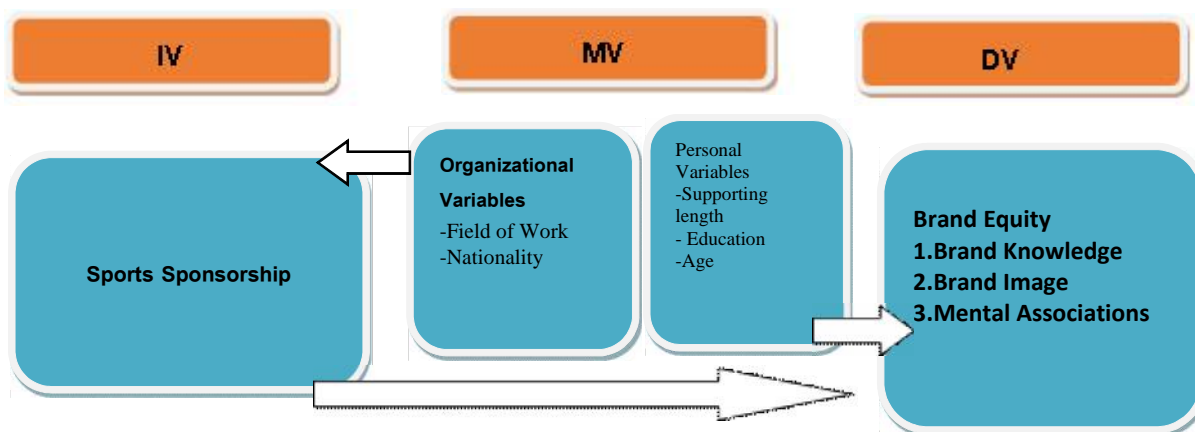 IV
MV
DV
Sports Sponsorship
Organizational
Variables
-Field of Work
-Nationality
Personal
Variables
-Supporting
length
- Education
-Age
Brand Equity
1.Brand Knowledge
2.Brand Image
3.Mental Associations